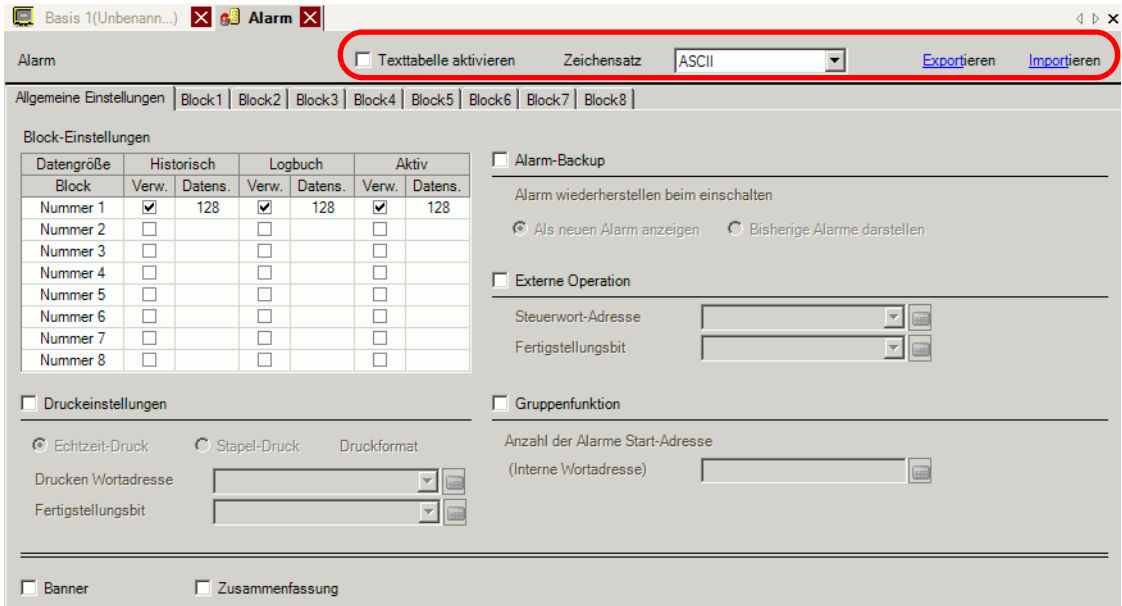 Basis 1(Unbenann...) Alarm
Alarm Texttabelle aktivieren Zeichensatz ASCII Exportieren Importieren
Allgemeine Einstellungen Block1 Block2 Block3 Block4 Block5 Block6 Block7 Block8
Block-Einstellungen
Datengröße Historisch Logbuch Aktiv
Block Verw. Datens. Verw. Datens. Verw. Datens.
Nummer 1 128 128 128
Nummer 2
Nummer 3
Nummer 4
Nummer 5
Nummer 6
Nummer 7
Nummer 8
Alarm-Backup
Alarm wiederherstellen beim einschalten
Als neuen Alarm anzeigen Bisherige Alarme darstellen
Externe Operation
Steuerwort-Adresse
Fertigstellungsbit
Druckeinstellungen
Echtzeit-Druck Stapel-Druck Druckformat
Drucken Wortadresse
Fertigstellungsbit
Gruppenfunktion
Anzahl der Alarme Start-Adresse
(Interne Wortadresse)
Banner Zusammenfassung